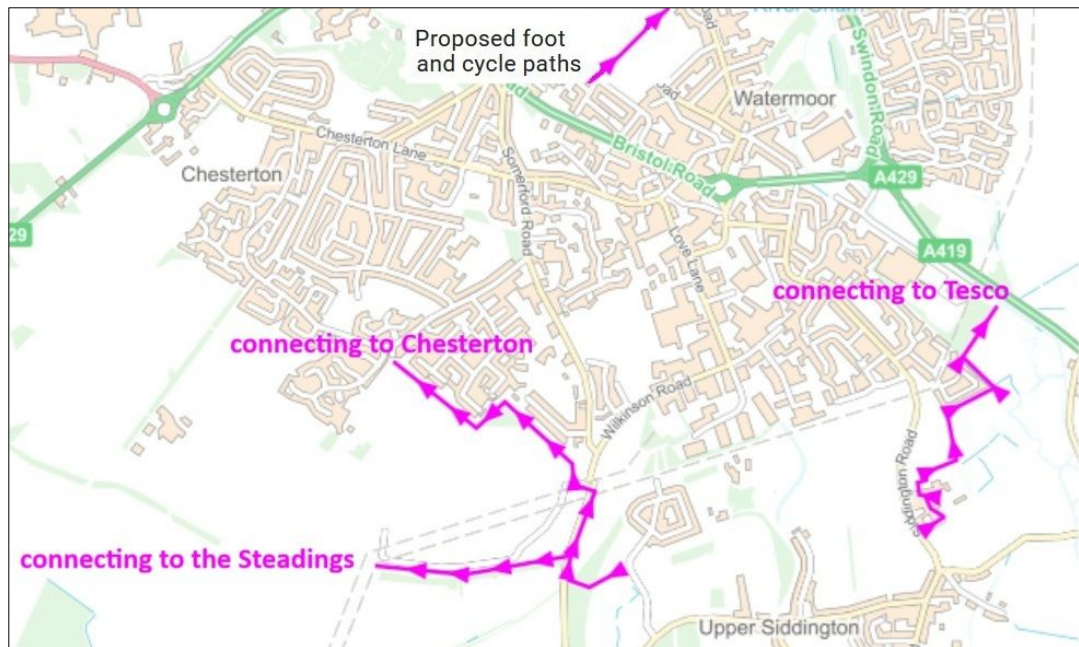 Proposed foot
and cycle paths
Watermoor
Swindon Road
Chesterton Lane
Bristol Road
Chesterton
Somerford Road
A429
29
Love Lane
A419
connecting to Tesco
connecting to Chesterton
Wilkinson Road
Siddington Road
connecting to the Steadings
Upper Siddington